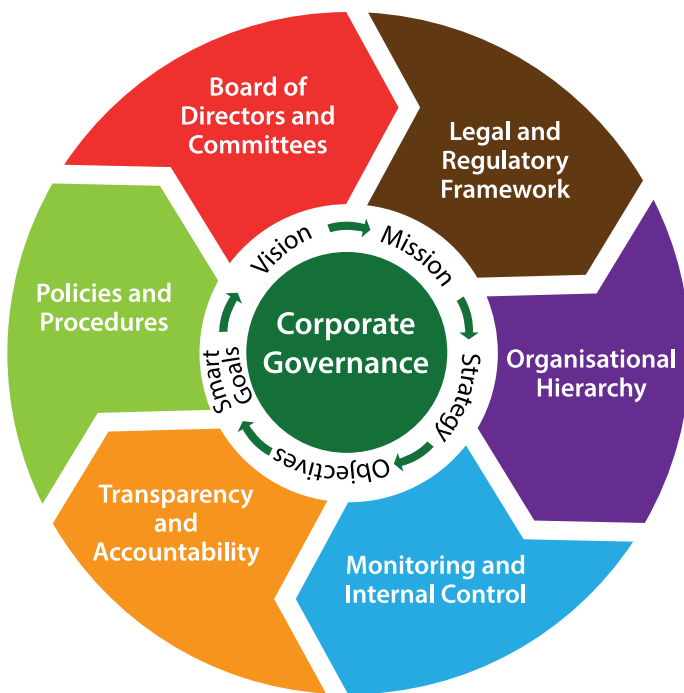 Board of
Directors and
Committees
Legal and
Regulatory
Framework
Organisational
Hierarchy
Monitoring and
Internal Control
Transparency
and
Accountability
Policies and
Procedures
Vision
Mission
Strategy
Objectives
Smart
Goals
Corporate
Governance